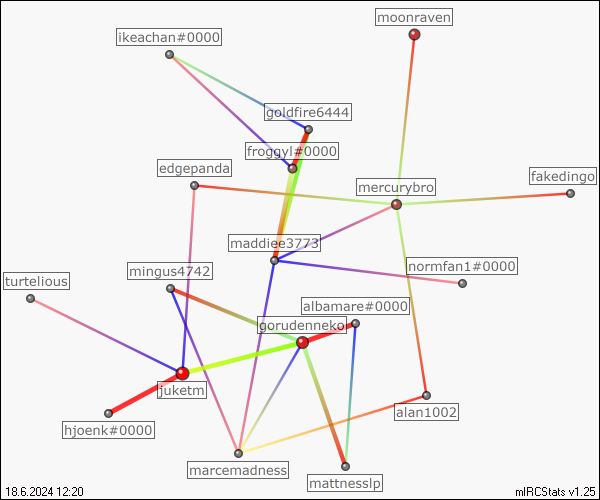 moonraven
ikeachan#0000
goldfire6444
froggyl#0000
edgepanda
fakedingo
mercurybro
maddiee3773
normfan1#0000
mingus4742
turtelious
albamare#0000
gorudenneko
juketm
alan1002
hjoenk#0000
marcemadness
mattnesslp
18.6.2024 12:20
mIRCStats v1.25